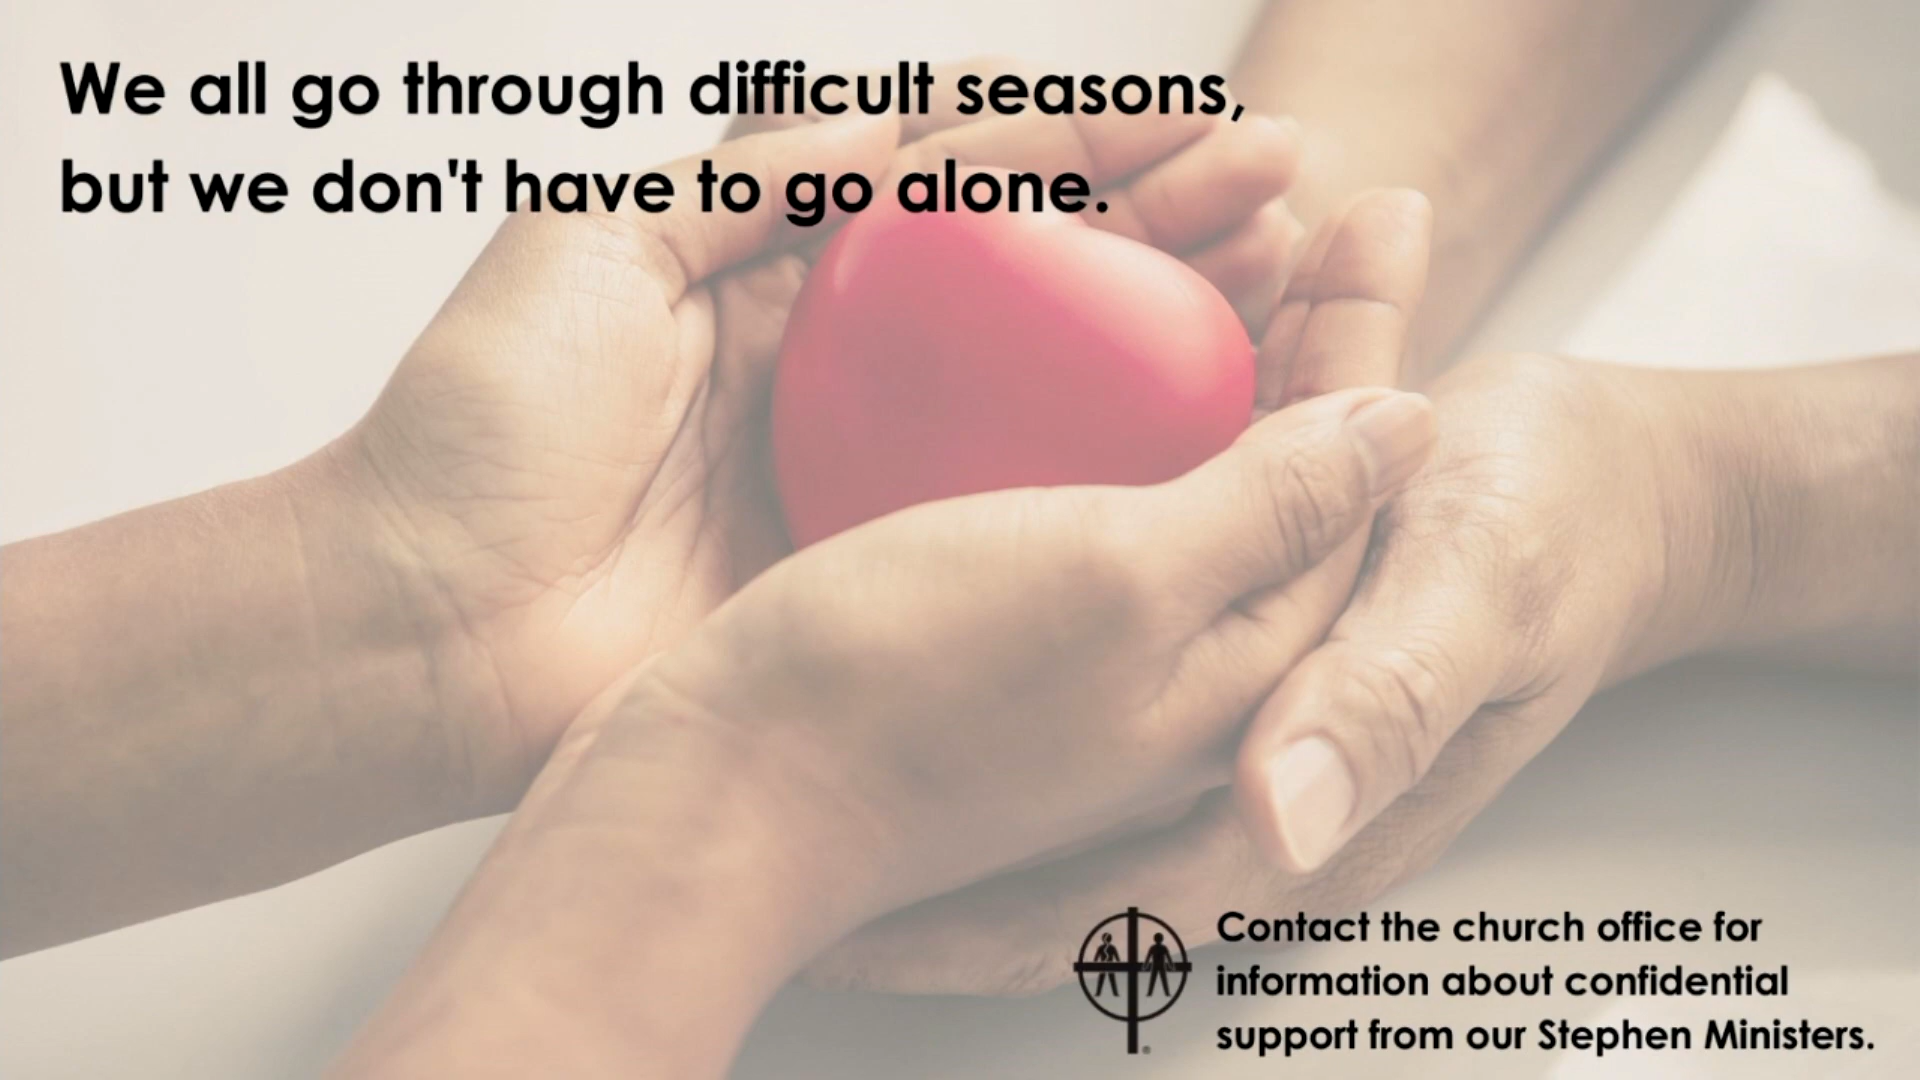 We all go through difficult seasons,
but we don't have to go alone.
Contact the church office for
information about confidential
support from our Stephen Ministers.
®